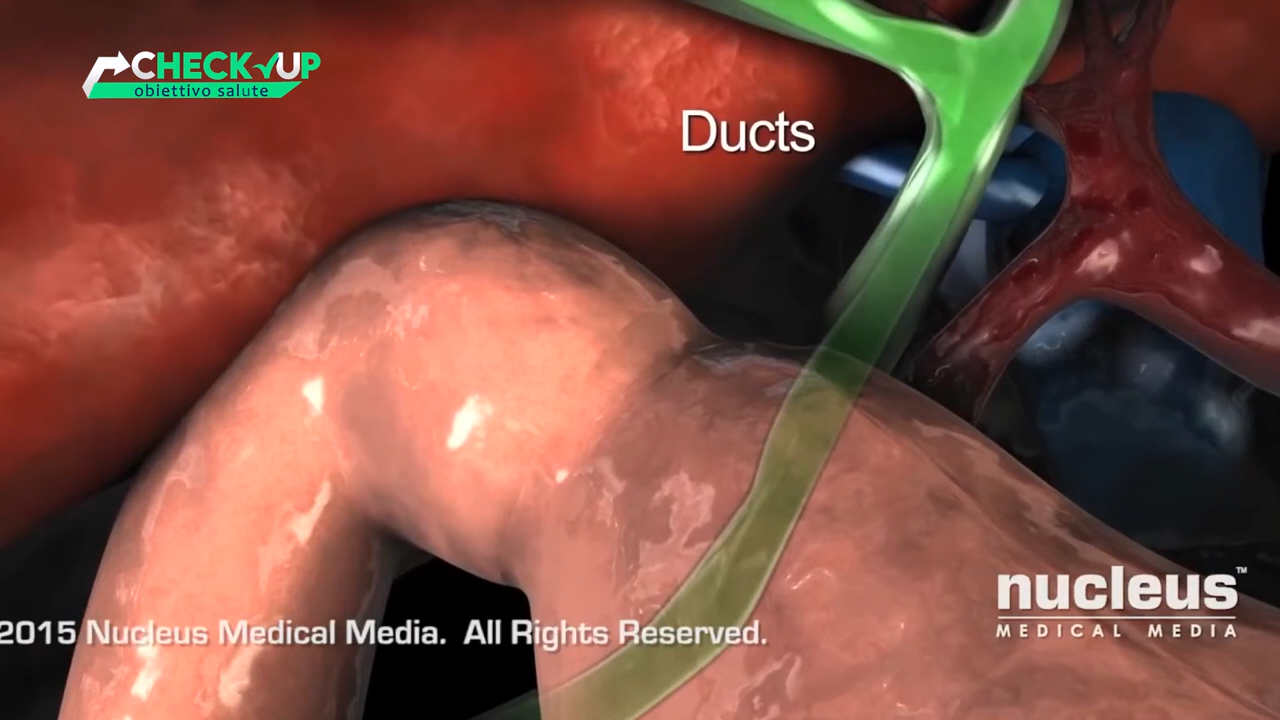 CHECK UP
obiettivo salute
Ducts
nucleus™
MEDICAL MEDIA
2015 Nucleus Medical Media. All Rights Reserved.